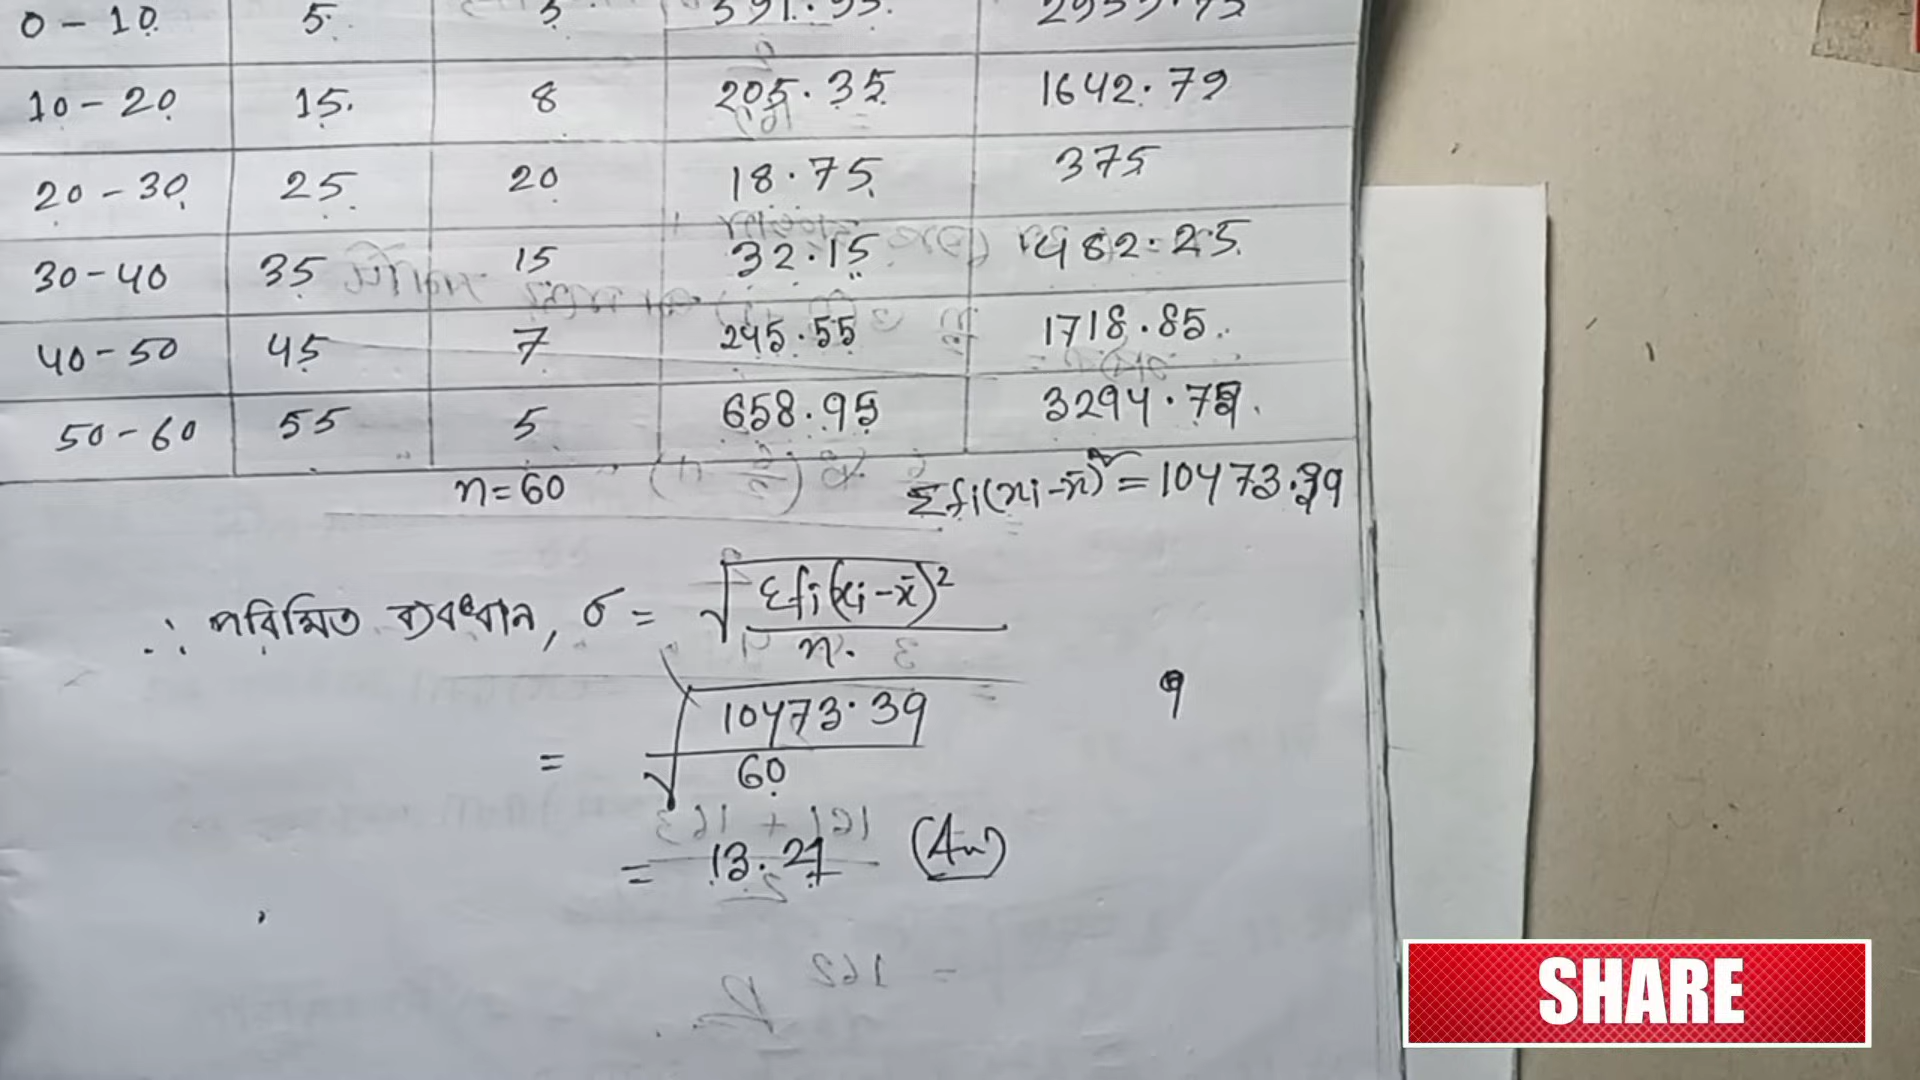 0 – 10 5
10 – 20 15 8 205.35 1642.79
20 – 30 25 20 18.75 375
30 – 40 35 15 32.15 482.25
40 – 50 45 7 245.55 1718.85
50 – 60 55 5 658.95 3294.75
n = 60 Σfi(xi – x̄)² = 10473.39
∴ পরিমিত ব্যবধান, σ = √Σfi(xi – x̄)²
n
= √10473.39
60
= 13.21 (An)
SHARE